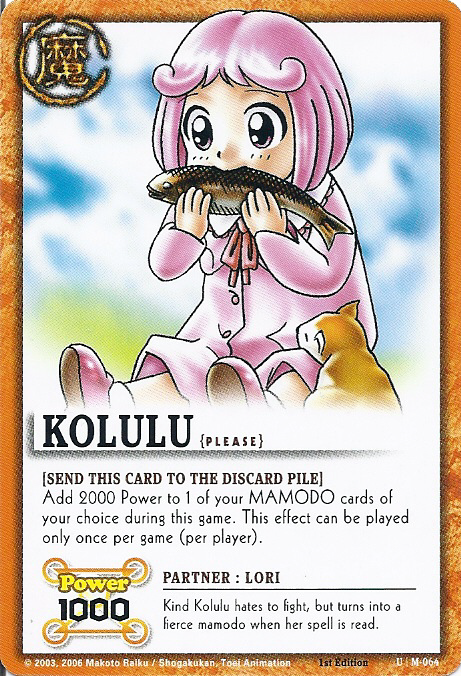 魔
KOLULU {PLEASE}
[SEND THIS CARD TO THE DISCARD PILE]
Add 2000 Power to 1 of your MAMODO cards of
your choice during this game. This effect can be played
only once per game (per player).
Power
1000
PARTNER : LORI
Kind Kolulu hates to fight, but turns into a
fierce mamodo when her spell is read.
© 2003, 2006 Makoto Raiku / Shogakukan, Toei Animation 1st Edition U | M-064